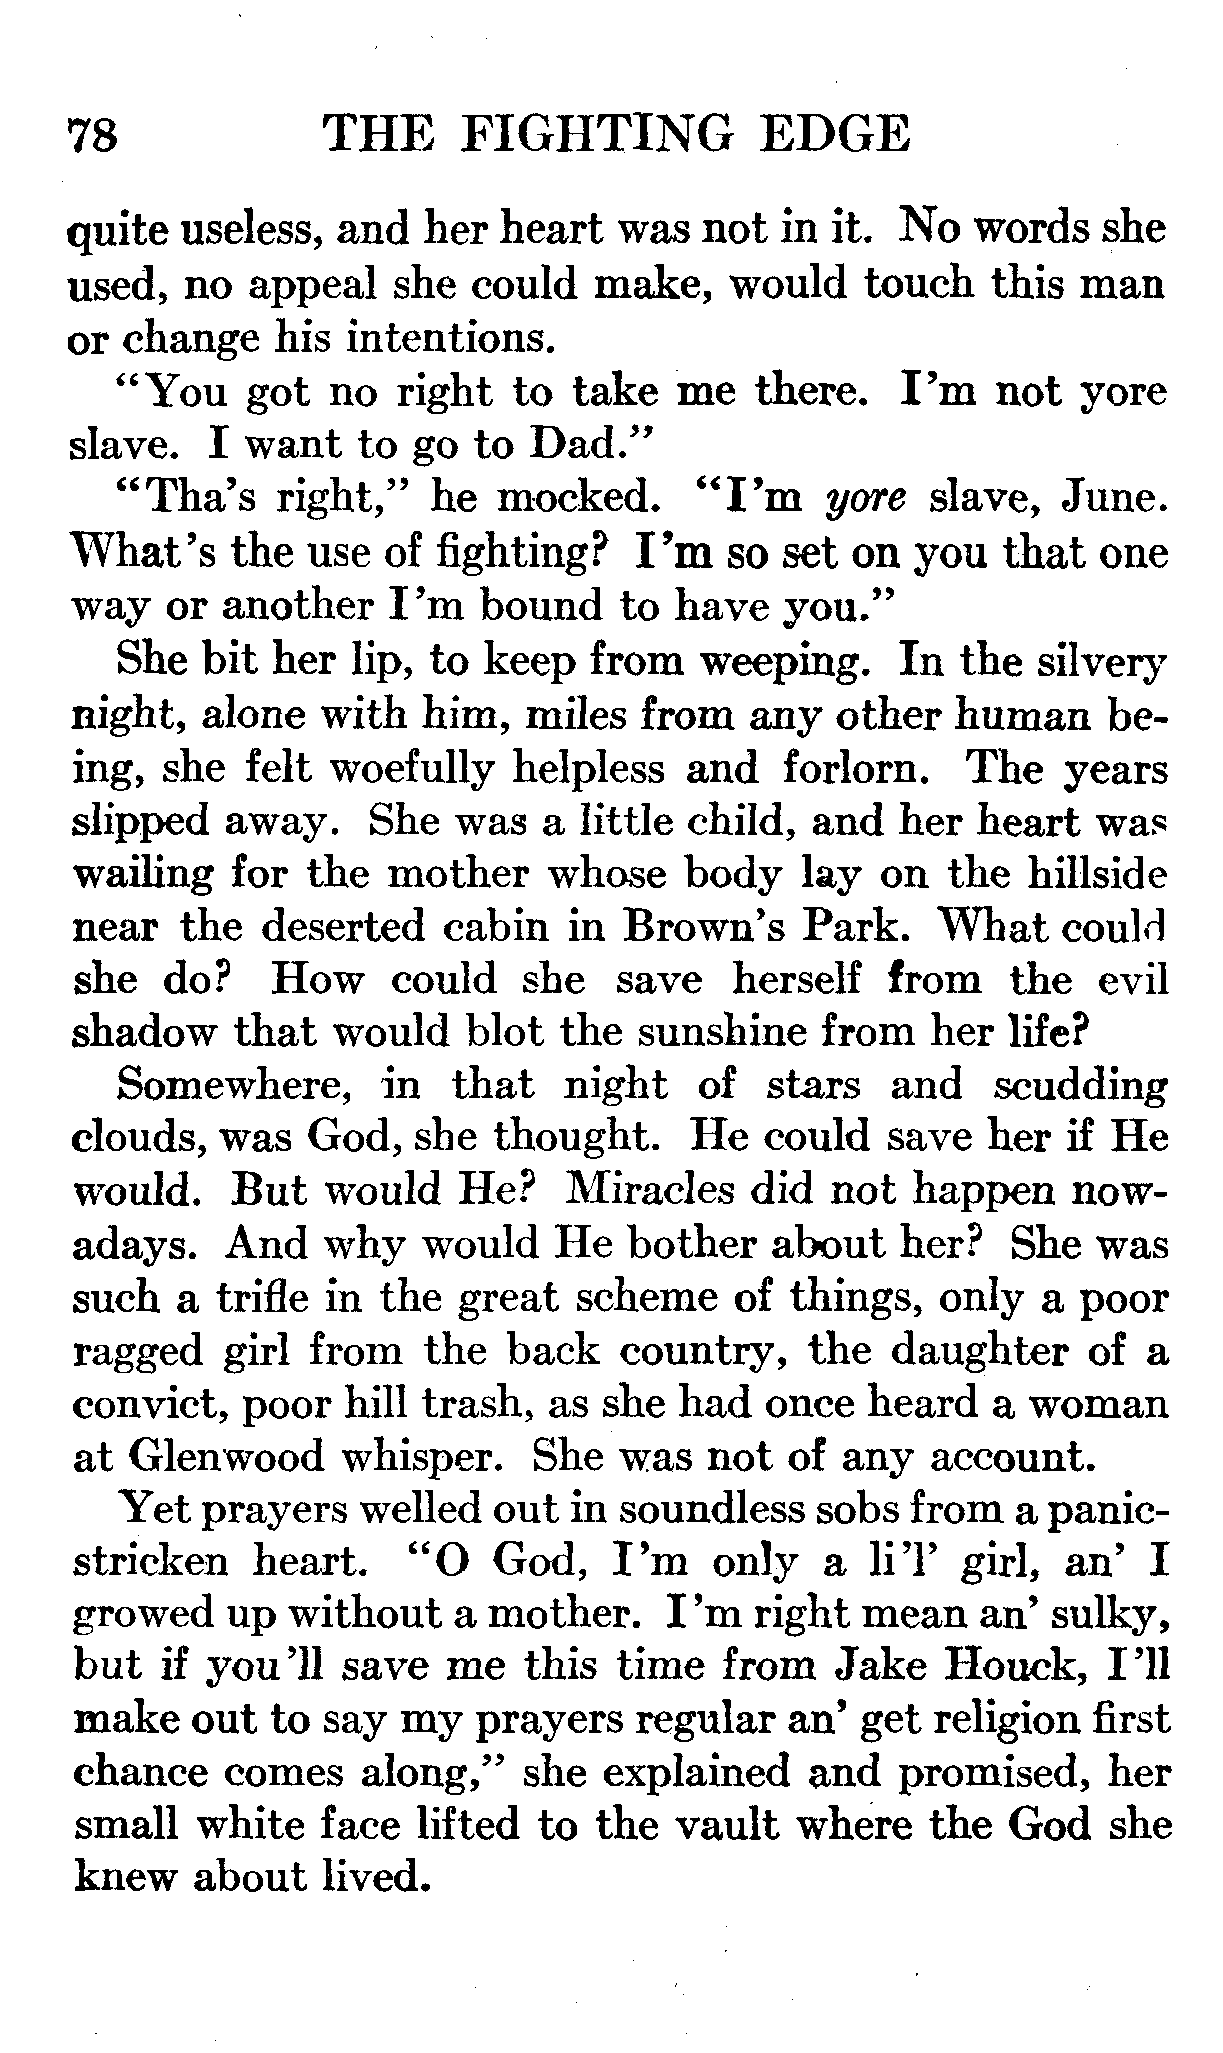 78 THE FIGHTING EDGE
quite useless, and her heart was not in it. No words she
used, no appeal she could make, would touch this man
or change his intentions.
“You got no right to take me there. I’m not yore
slave. I want to go to Dad.”
“Tha’s right,” he mocked. “I’m yore slave, June.
What’s the use of fighting? I’m so set on you that one
way or another I’m bound to have you.”
She bit her lip, to keep from weeping. In the silvery
night, alone with him, miles from any other human be-
ing, she felt woefully helpless and forlorn. The years
slipped away. She was a little child, and her heart was
wailing for the mother whose body lay on the hillside
near the deserted cabin in Brown’s Park. What could
she do? How could she save herself from the evil
shadow that would blot the sunshine from her life?
Somewhere, in that night of stars and scudding
clouds, was God, she thought. He could save her if He
would. But would He? Miracles did not happen now-
adays. And why would He bother about her? She was
such a trifle in the great scheme of things, only a poor
ragged girl from the back country, the daughter of a
convict, poor hill trash, as she had once heard a woman
at Glenwood whisper. She was not of any account.
Yet prayers welled out in soundless sobs from a panic-
stricken heart. “O God, I’m only a li’l’ girl, an’ I
growed up without a mother. I’m right mean an’ sulky,
but if you’ll save me this time from Jake Houck, I’ll
make out to say my prayers regular an’ get religion first
chance comes along,” she explained and promised, her
small white face lifted to the vault where the God she
knew about lived.